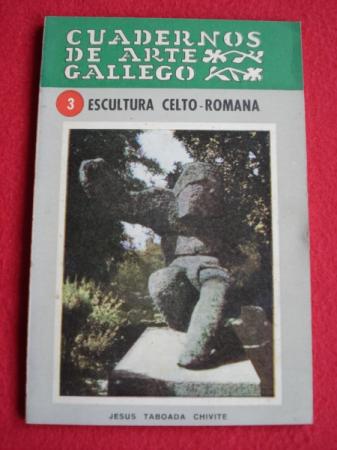 CUADERNOS
DE ARTE
GALLEGO
3 ESCULTURA CELTO-ROMANA
JESUS TABOADA CHIVITE